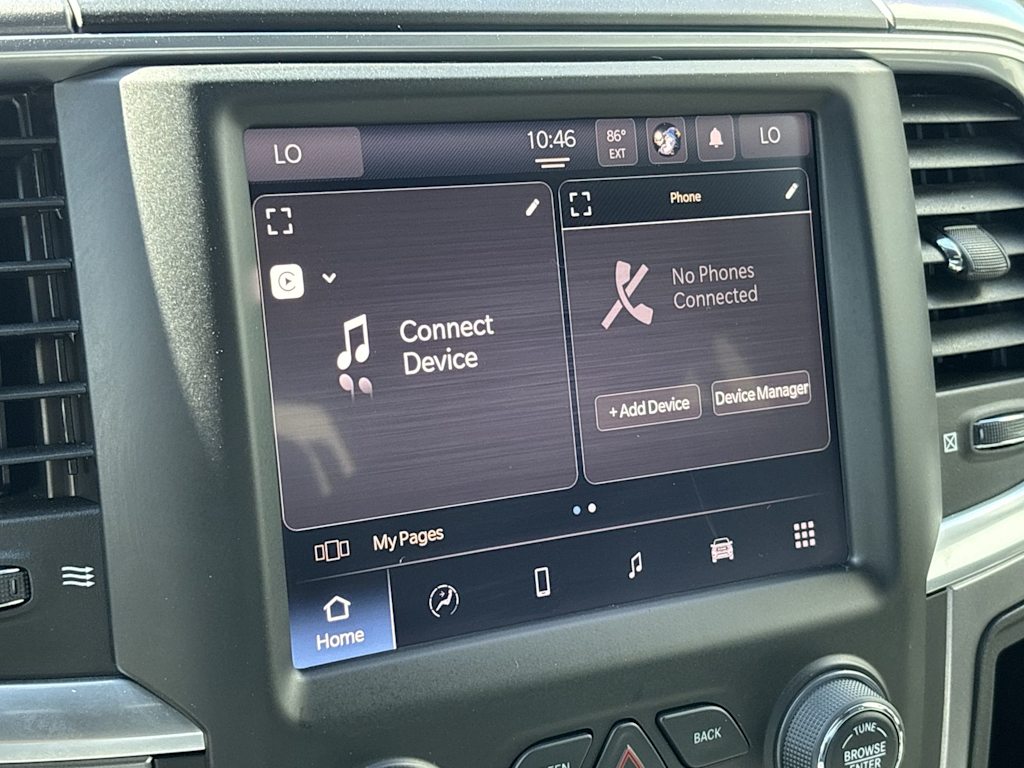 LO
10:46
86°
EXT
LO
Phone
Connect
Device
No Phones
Connected
+ Add Device
Device Manager
My Pages
Home
BACK
TUNE
BROWSE
ENTER